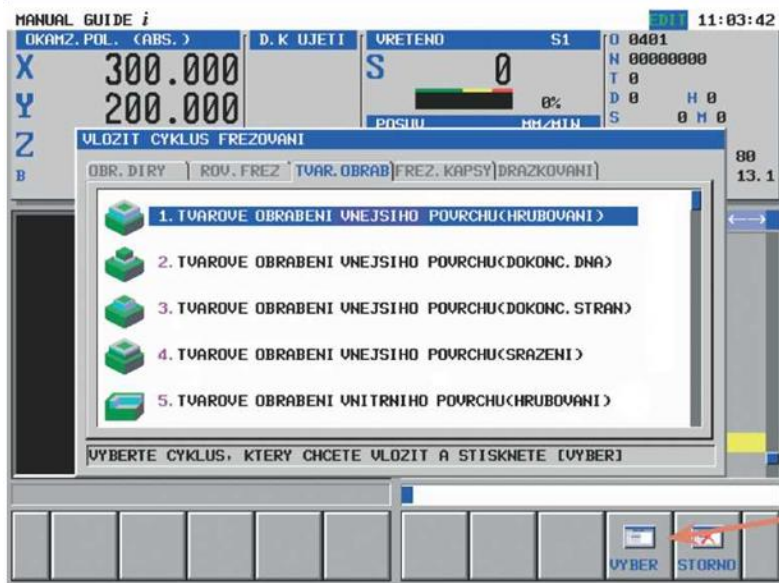 MANUAL GUIDE i
EDIT 11:03:42
OKAMZ.POL. (ABS.)
D.K UJETI
VRETENO S1
O 0401
N 00000000
X 300.000
S 0
T 0
0%
D 0 H 0
Y 200.000
POSUV MM/MIN
S 0 M 0
Z
B
80
13.1
VLOZIT CYKLUS FREZOVANI
OBR.DIRY ROV.FREZ TVAR.OBRAB FREZ.KAPSY DRAZKOVANI
1.TVAROVE OBRABENI VNEJSIHO POVRCHU(HRUBOVANI)
2.TVAROVE OBRABENI VNEJSIHO POVRCHU(DOKONC.DNA)
3.TVAROVE OBRABENI VNEJSIHO POVRCHU(DOKONC.STRAN)
4.TVAROVE OBRABENI VNEJSIHO POVRCHU(SRAZENI)
5.TVAROVE OBRABENI VNITRNIHO POVRCHU(HRUBOVANI)
VYBERTE CYKLUS, KTERY CHCETE VLOZIT A STISKNETE [VYBER]
VYBER STORNO